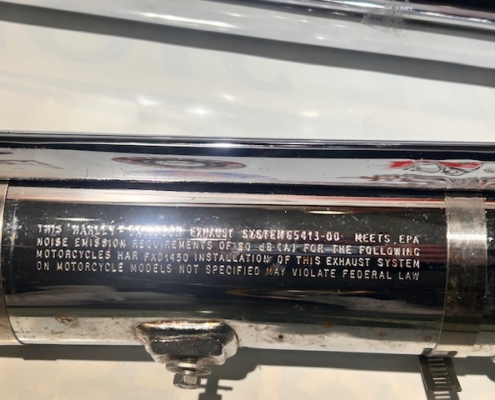 THIS HARLEY-DAVIDSON EXHAUST SYSTEM 65413-00 MEETS EPA
NOISE EMISSION REQUIREMENTS OF 80 dB (A) FOR THE FOLLOWING
MOTORCYCLES HAR FXD1450 INSTALLATION OF THIS EXHAUST SYSTEM
ON MOTORCYCLE MODELS NOT SPECIFIED MAY VIOLATE FEDERAL LAW